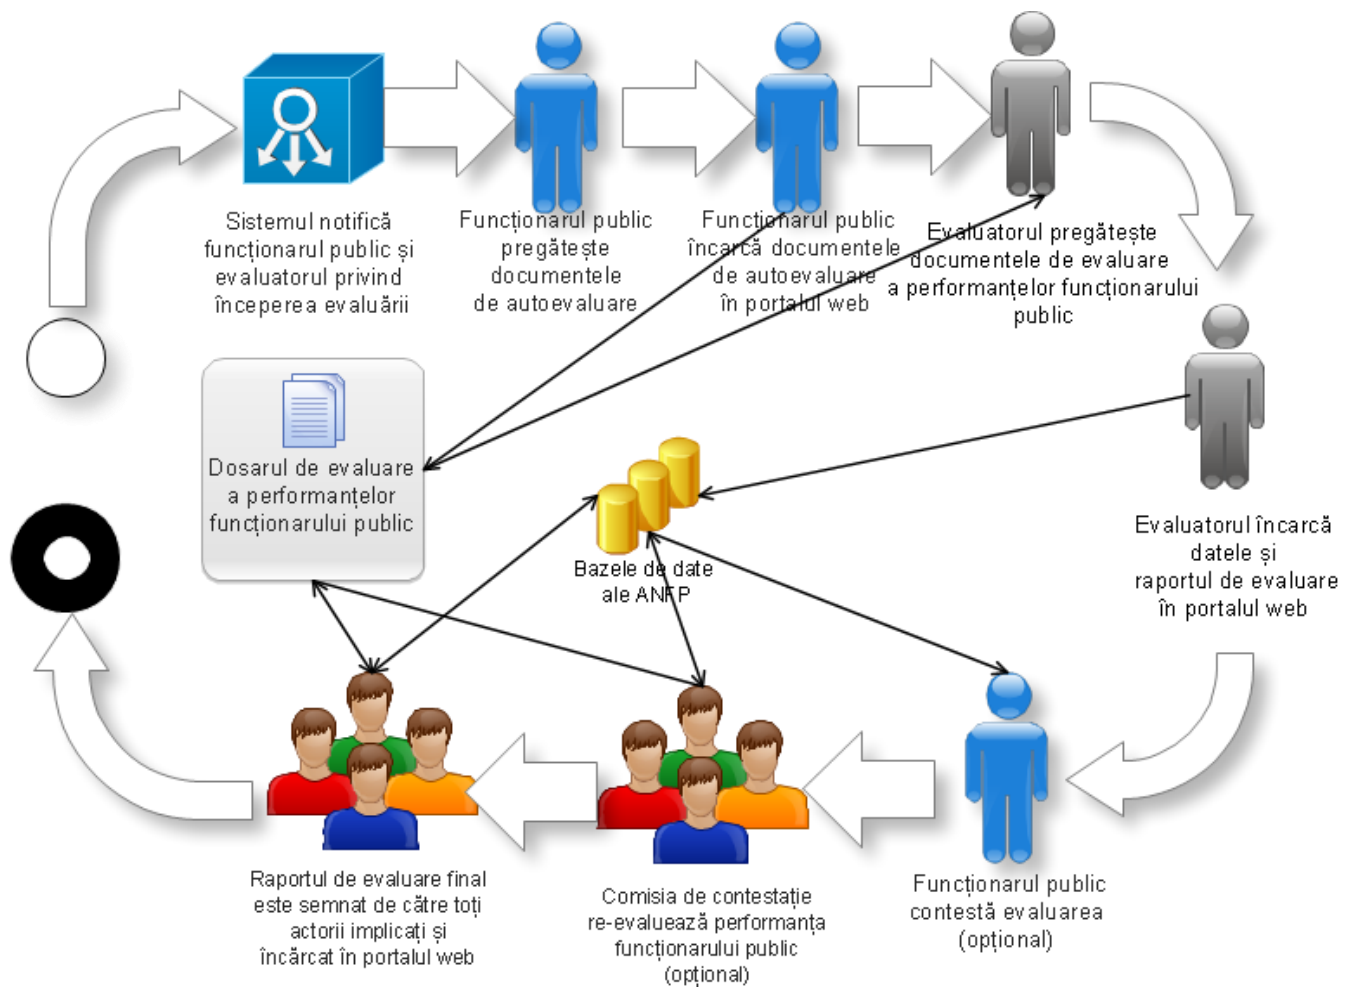 Sistemul notifică
funcționarul public și
evaluatorul privind
începerea evaluării
Funcționarul public
pregătește
documentele
de autoevaluare
Funcționarul public
încarcă documentele
de autoevaluare
în portalul web
Evaluatorul pregătește
documentele de evaluare
a performanțelor funcționarului
public
Dosarul de evaluare
a performanțelor
funcționarului public
Bazele de date
ale ANFP
Evaluatorul încarcă
datele și
raportul de evaluare
în portalul web
Raportul de evaluare final
este semnat de către toți
actorii implicați și
încărcat în portalul web
Comisia de contestație
re-evaluează performanța
funcționarului public
(opțional)
Funcționarul public
contestă evaluarea
(opțional)